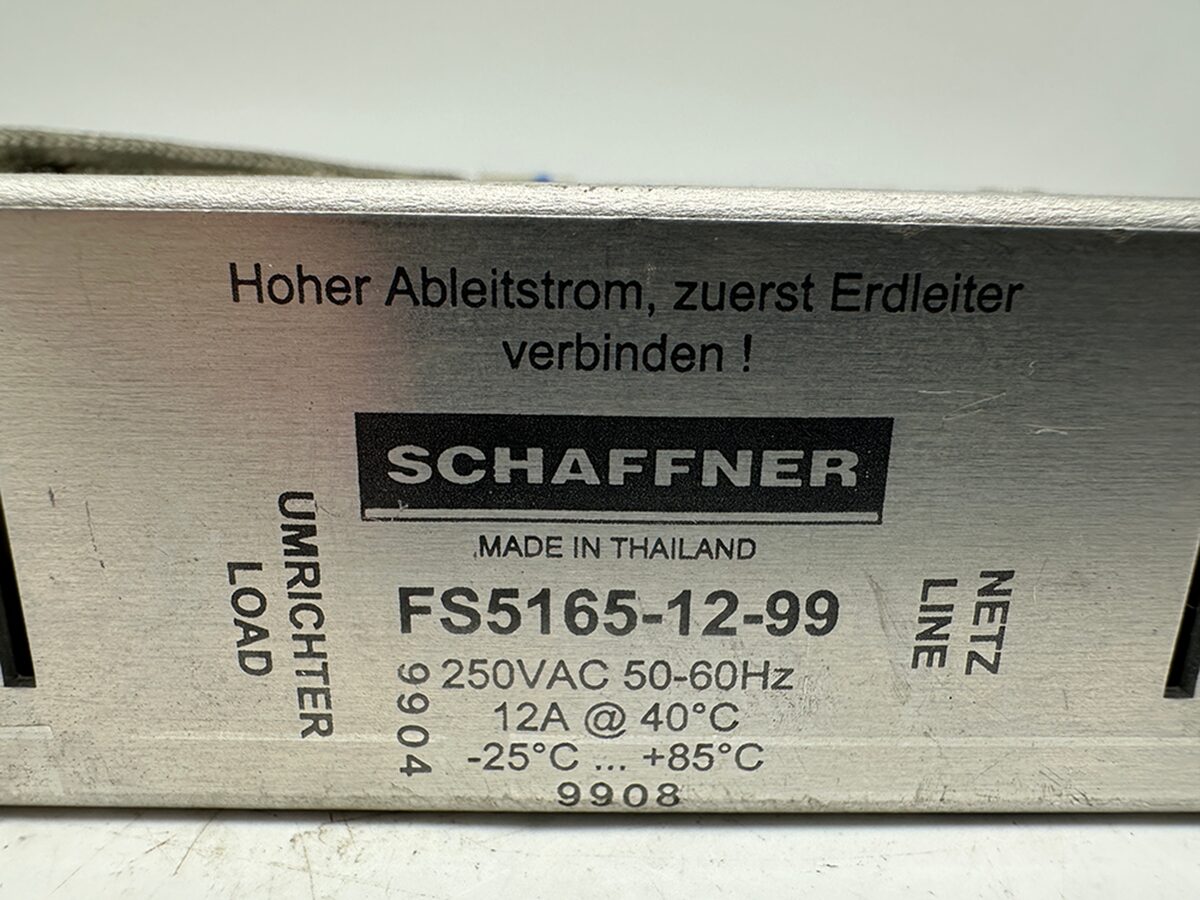 Hoher Ableitstrom, zuerst Erdleiter
verbinden !
SCHAFFNER
MADE IN THAILAND
UMRICHTER
LOAD
FS5165-12-99
NETZ
LINE
250VAC 50-60Hz
9904
12A @ 40°C
-25°C ... +85°C
9908